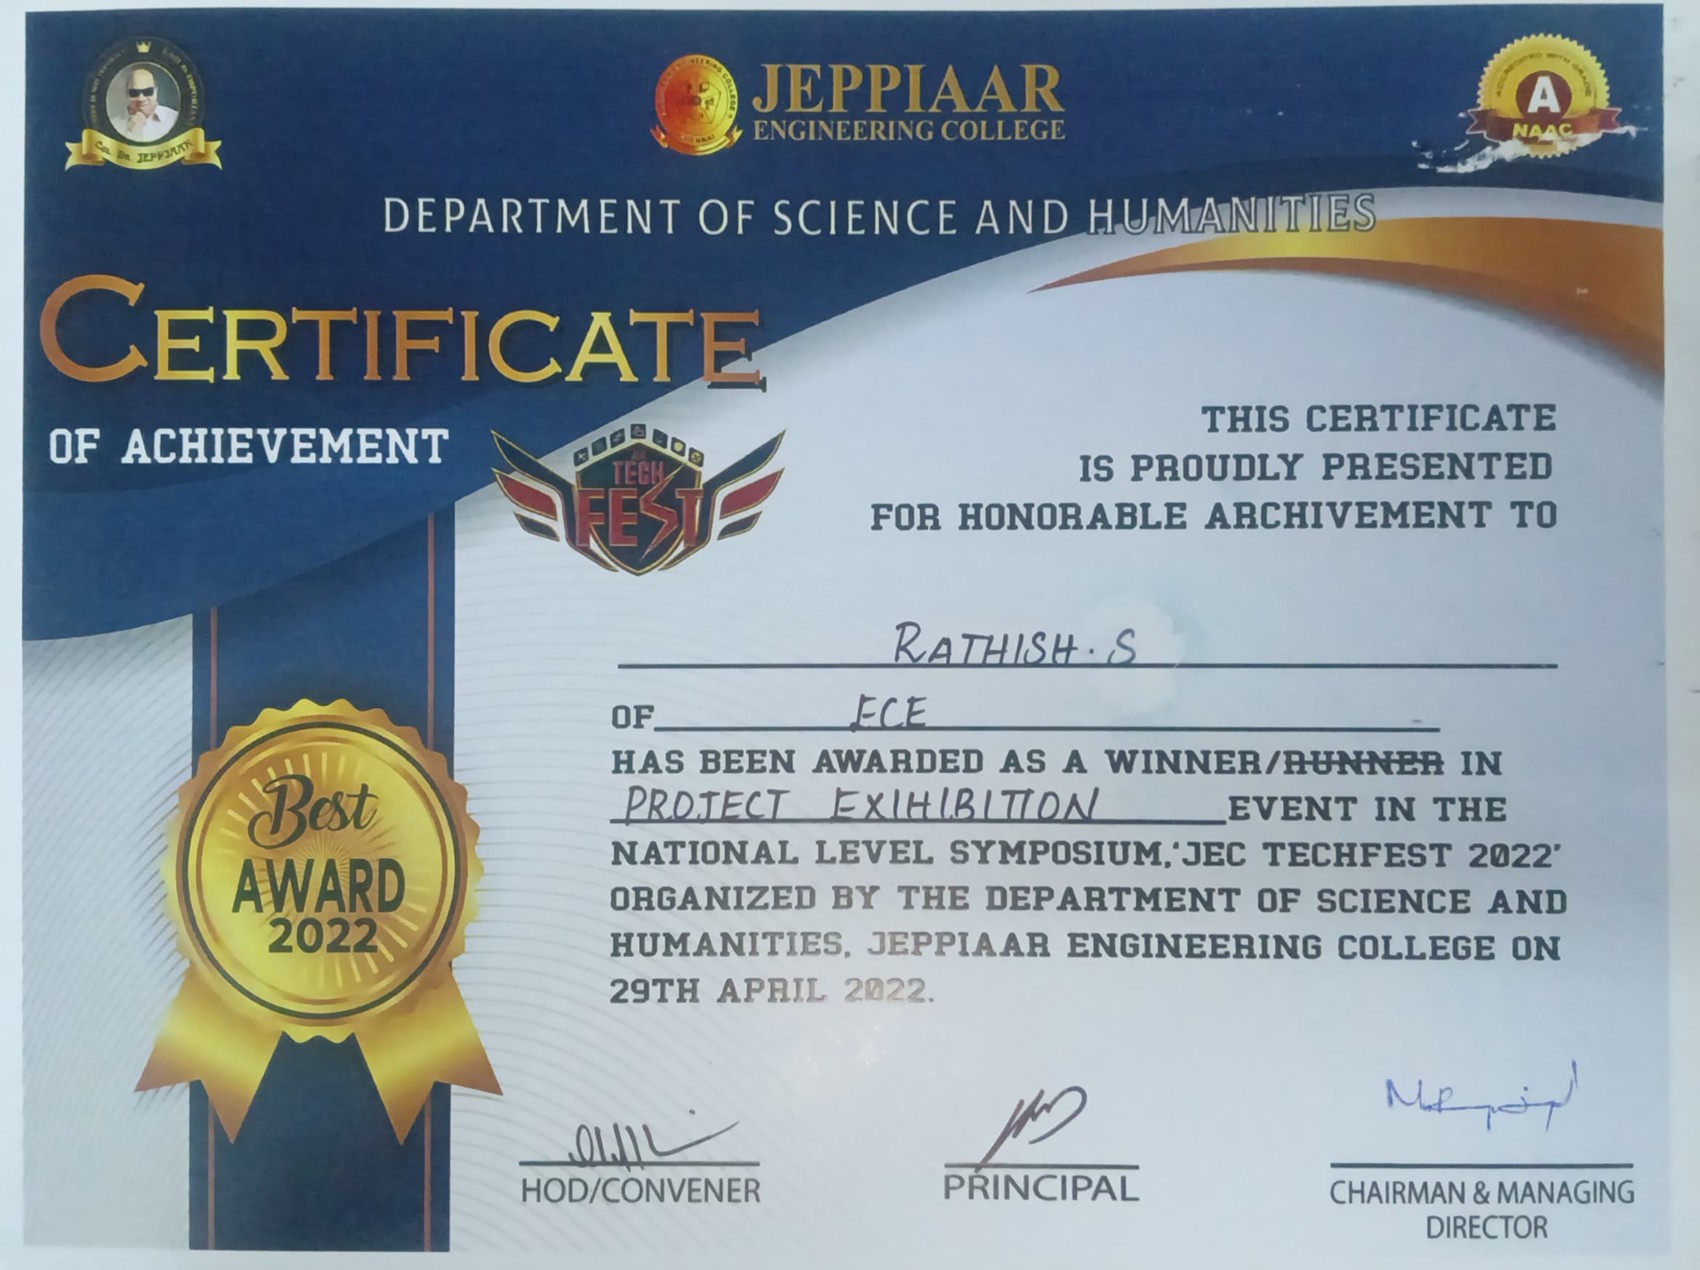 JEPPIAAR
ENGINEERING COLLEGE
Col. Dr. JEPPIAAR
A
NAAC
DEPARTMENT OF SCIENCE AND HUMANITIES
CERTIFICATE
OF ACHIEVEMENT
TECH
FEST
THIS CERTIFICATE
IS PROUDLY PRESENTED
FOR HONORABLE ARCHIVEMENT TO
RATHISH. S
OF ECE
HAS BEEN AWARDED AS A WINNER/RUNNER IN
PROJECT EXIHIBITION EVENT IN THE
NATIONAL LEVEL SYMPOSIUM,'JEC TECHFEST 2022'
ORGANIZED BY THE DEPARTMENT OF SCIENCE AND
HUMANITIES, JEPPIAAR ENGINEERING COLLEGE ON
29TH APRIL 2022.
Best
AWARD
2022
HOD/CONVENER
PRINCIPAL
CHAIRMAN & MANAGING
DIRECTOR